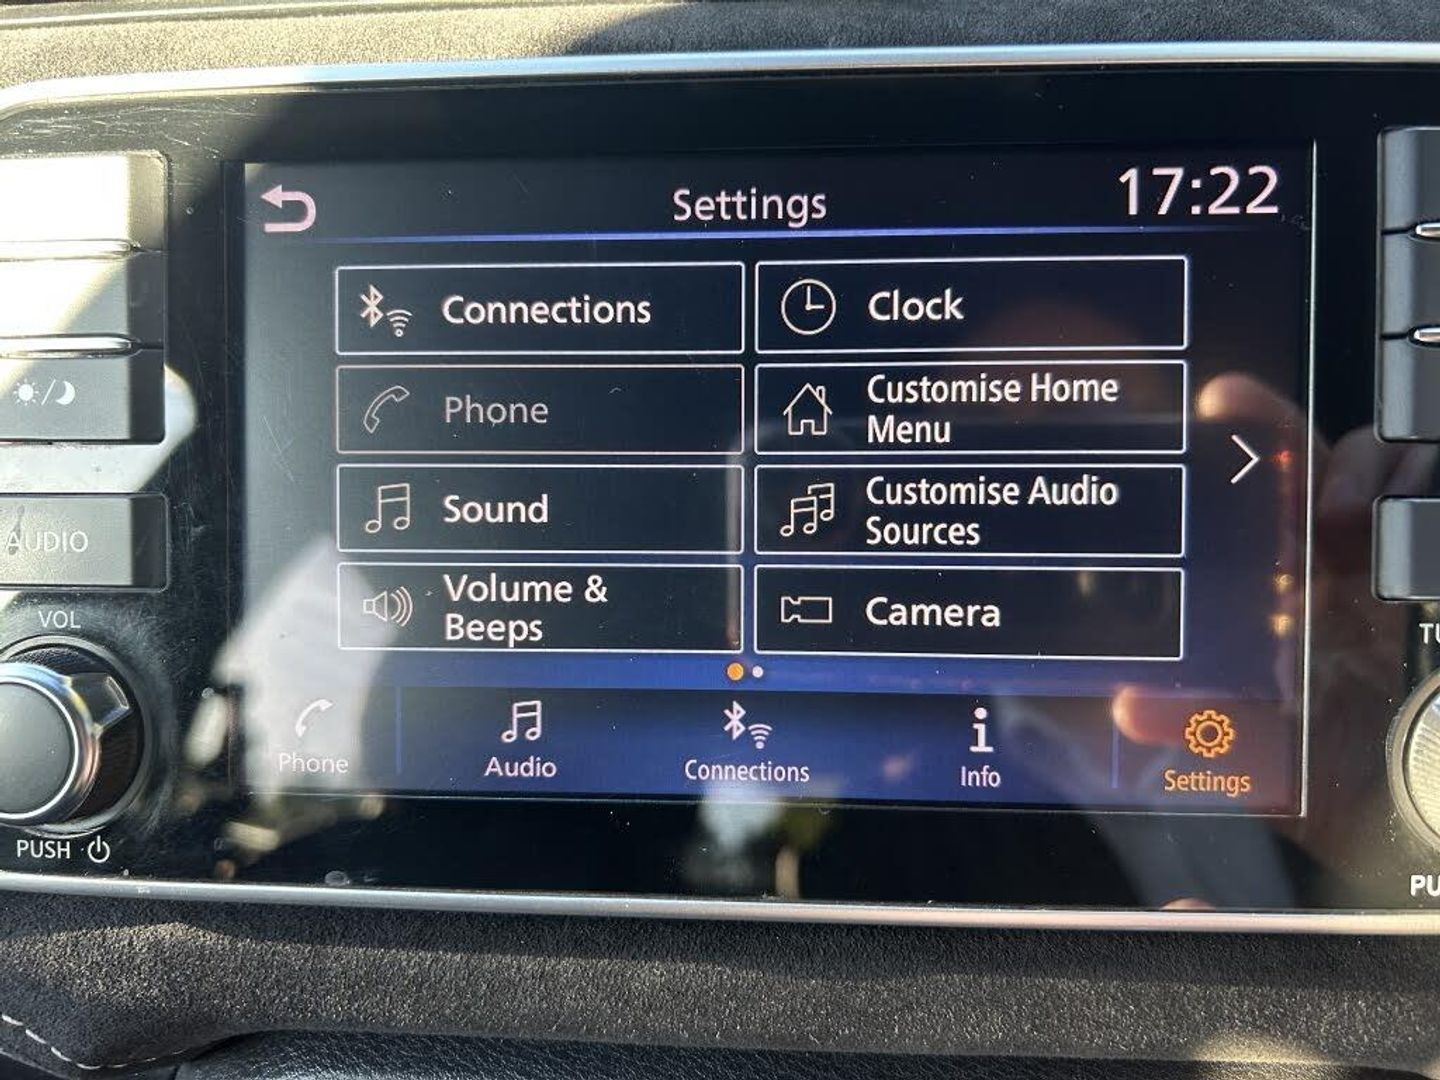 Settings
17:22
Connections
Clock
Phone
Customise Home
Menu
Sound
Customise Audio
Sources
Volume &
Beeps
Camera
Phone
Audio
Connections
Info
Settings
AUDIO
VOL
PUSH